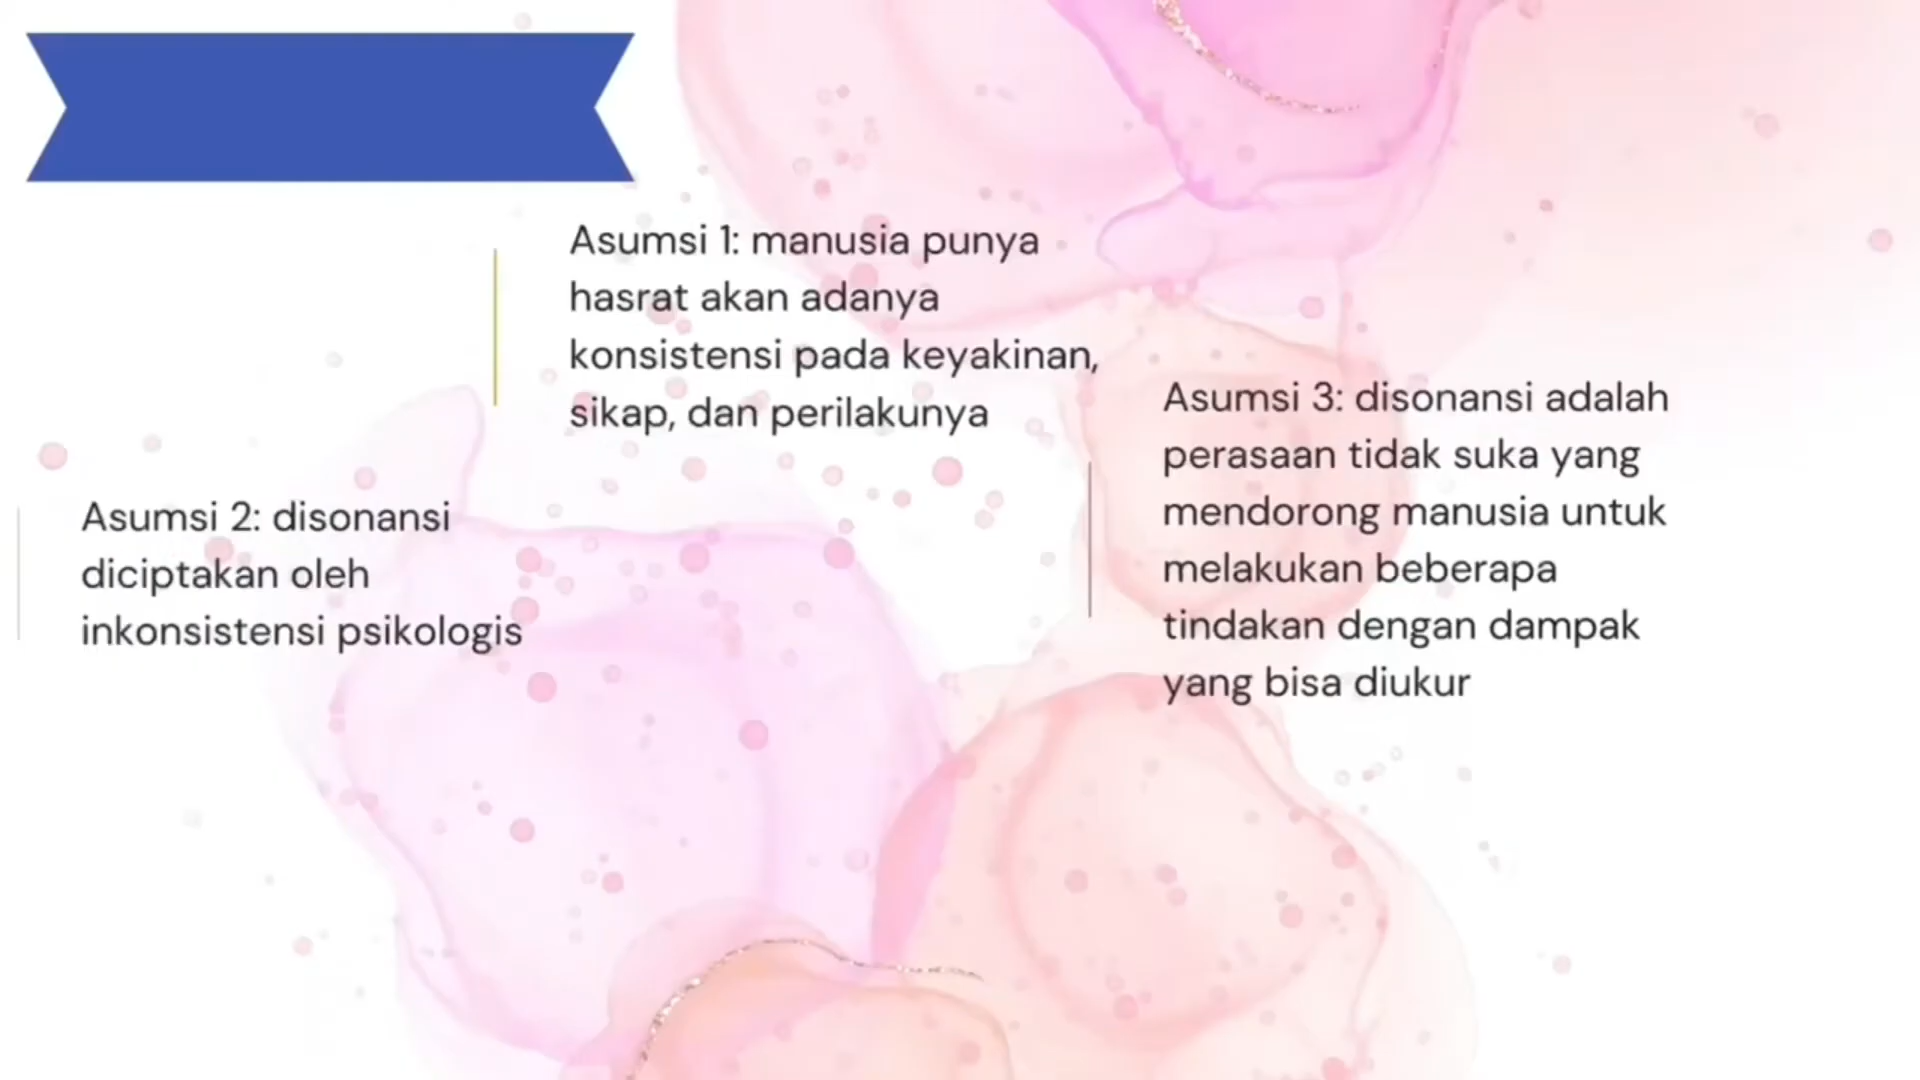 Asumsi 1: manusia punya
hasrat akan adanya
konsistensi pada keyakinan,
sikap, dan perilakunya
Asumsi 2: disonansi
diciptakan oleh
inkonsistensi psikologis
Asumsi 3: disonansi adalah
perasaan tidak suka yang
mendorong manusia untuk
melakukan beberapa
tindakan dengan dampak
yang bisa diukur